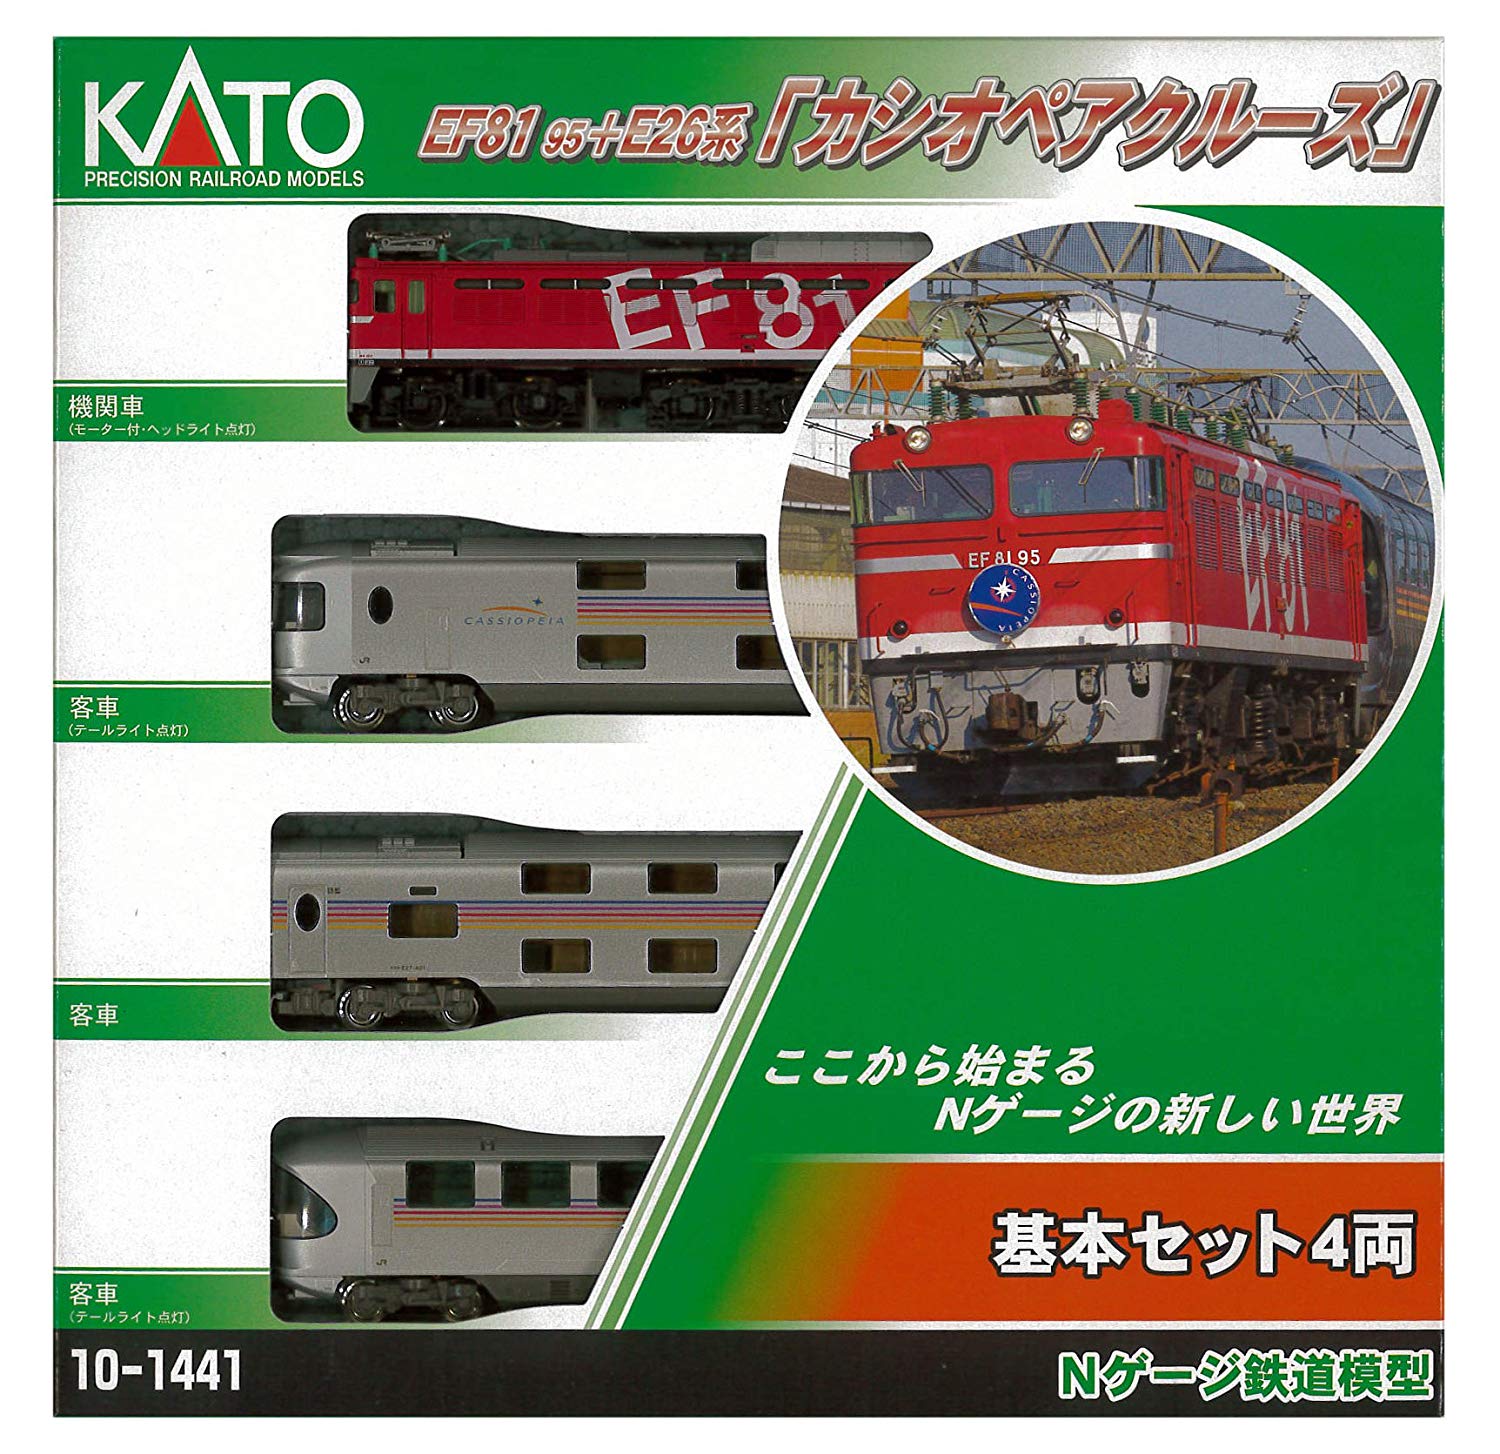 KATO
PRECISION RAILROAD MODELS
EF81 95+E26系「カシオペアクルーズ」
EF81
機関車
(モーター付・ヘッドライト点灯)
EF81
EF 81 95
CASSIOPEIA
CASSIOPEIA
JR
客車
(テールライト点灯)
客車
ここから始まる
Nゲージの新しい世界
基本セット4両
JR
客車
(テールライト点灯)
10-1441
Nゲージ鉄道模型